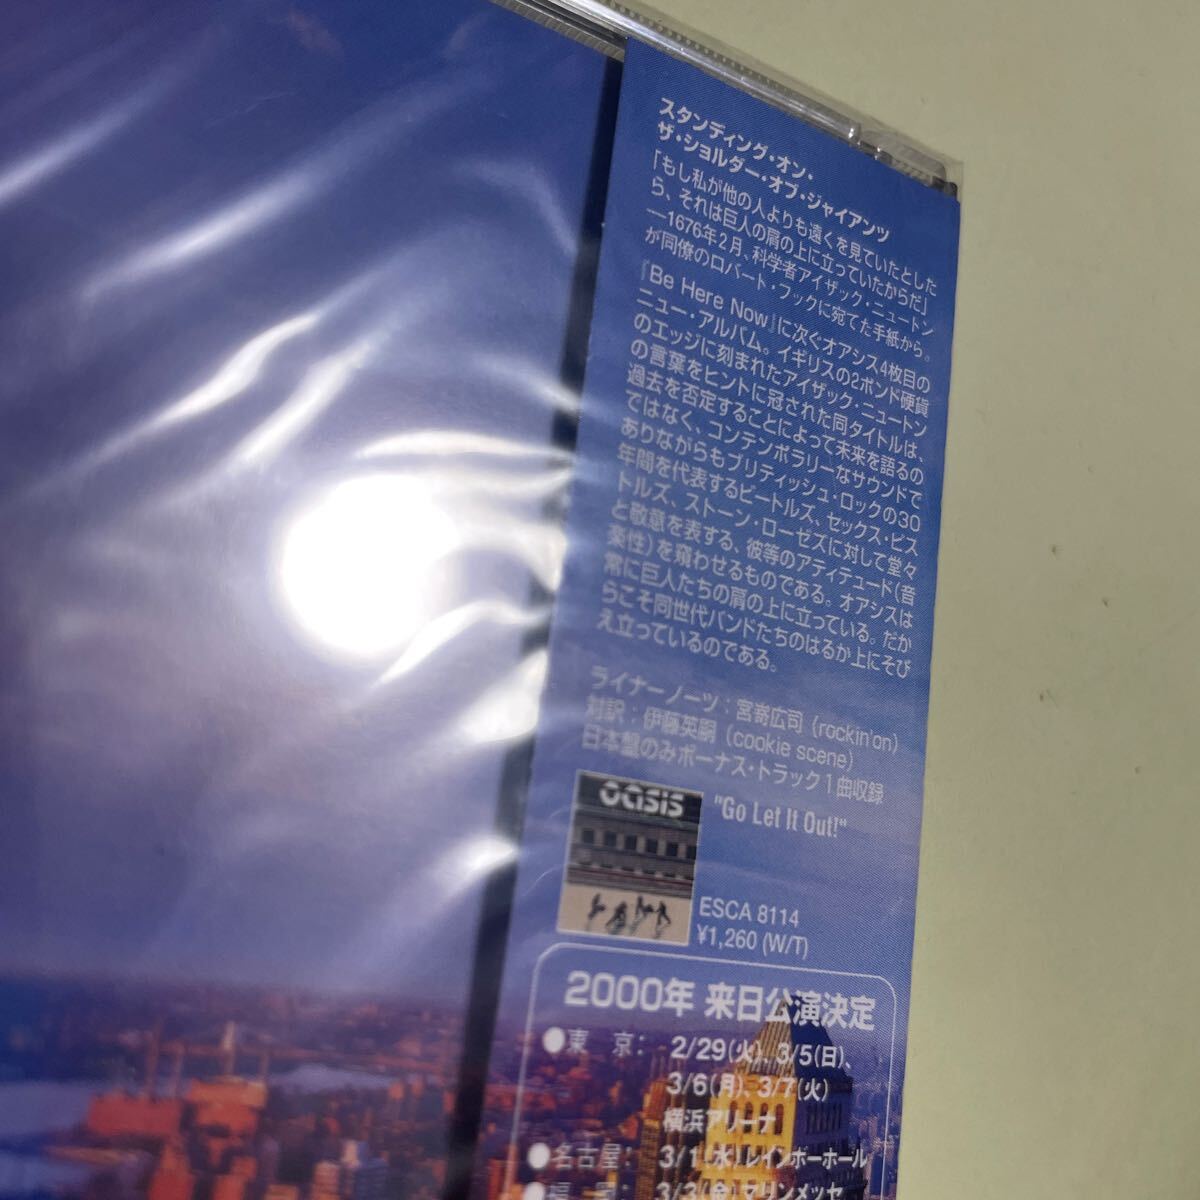 スタンディング・オン・
ザ・ショルダー・オブ・ジャイアンツ
「もし私が他の人よりも遠くを見ていたとした
ら、それは巨人の肩の上に立っていたからだ」
―1676年2月、科学者アイザック・ニュートン
が同僚のロバート・フックに宛てた手紙から。
『Be Here Now』に次ぐオアシス4枚目の
ニュー・アルバム。イギリスの2ポンド硬貨
のエッジに刻まれたアイザック・ニュートン
の言葉をヒントに冠された同タイトルは、
過去を否定することによって未来を語るの
ではなく、コンテンポラリーなサウンドで
ありながらもブリティッシュ・ロックの30
年間を代表するビートルズ、セックス・ピス
トルズ、ストーン・ローゼズに対して堂々
と敬意を表する、彼等のアティテュード(音
楽性)を窺わせるものである。オアシスは
常に巨人たちの肩の上に立っている。だか
らこそ同世代バンドたちのはるか上にそび
え立っているのである。
ライナーノーツ：宮嵜広司 (rockin'on)
対訳：伊藤英嗣 (cookie scene)
日本盤のみボーナス・トラック1曲収録
oasis
"Go Let It Out!"
ESCA 8114
¥1,260 (W/T)
2000年 来日公演決定
●東 京： 2/29(火)、3/5(日)、
3/6(月)、3/7(火)
横浜アリーナ
●名古屋： 3/1(水)レインボーホール
●福 岡： 3/3(金)マリンメッセ